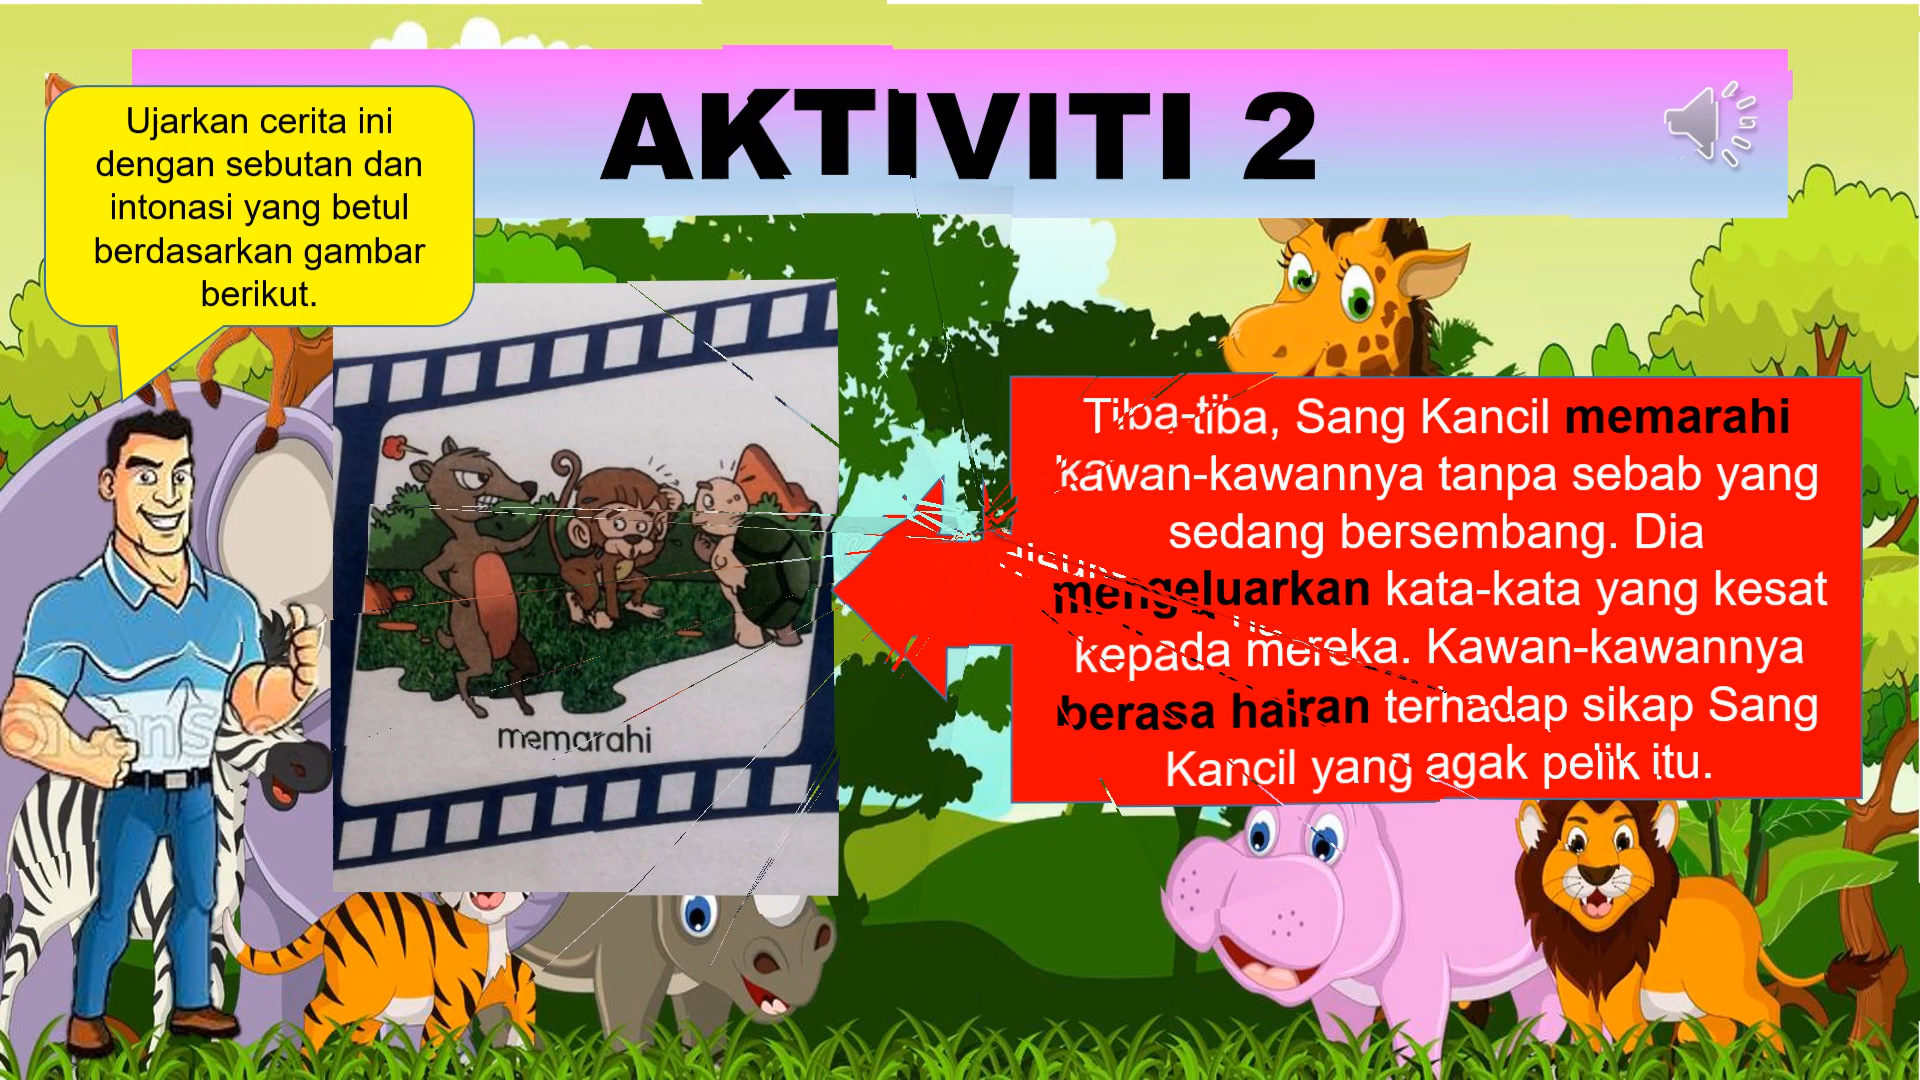 AKTIVITI 2
Ujarkan cerita ini
dengan sebutan dan
intonasi yang betul
berdasarkan gambar
berikut.
memarahi
Tiba-tiba, Sang Kancil memarahi
kawan-kawannya tanpa sebab yang
sedang bersembang. Dia
mengeluarkan kata-kata yang kesat
kepada mereka. Kawan-kawannya
berasa hairan terhadap sikap Sang
Kancil yang agak pelik itu.